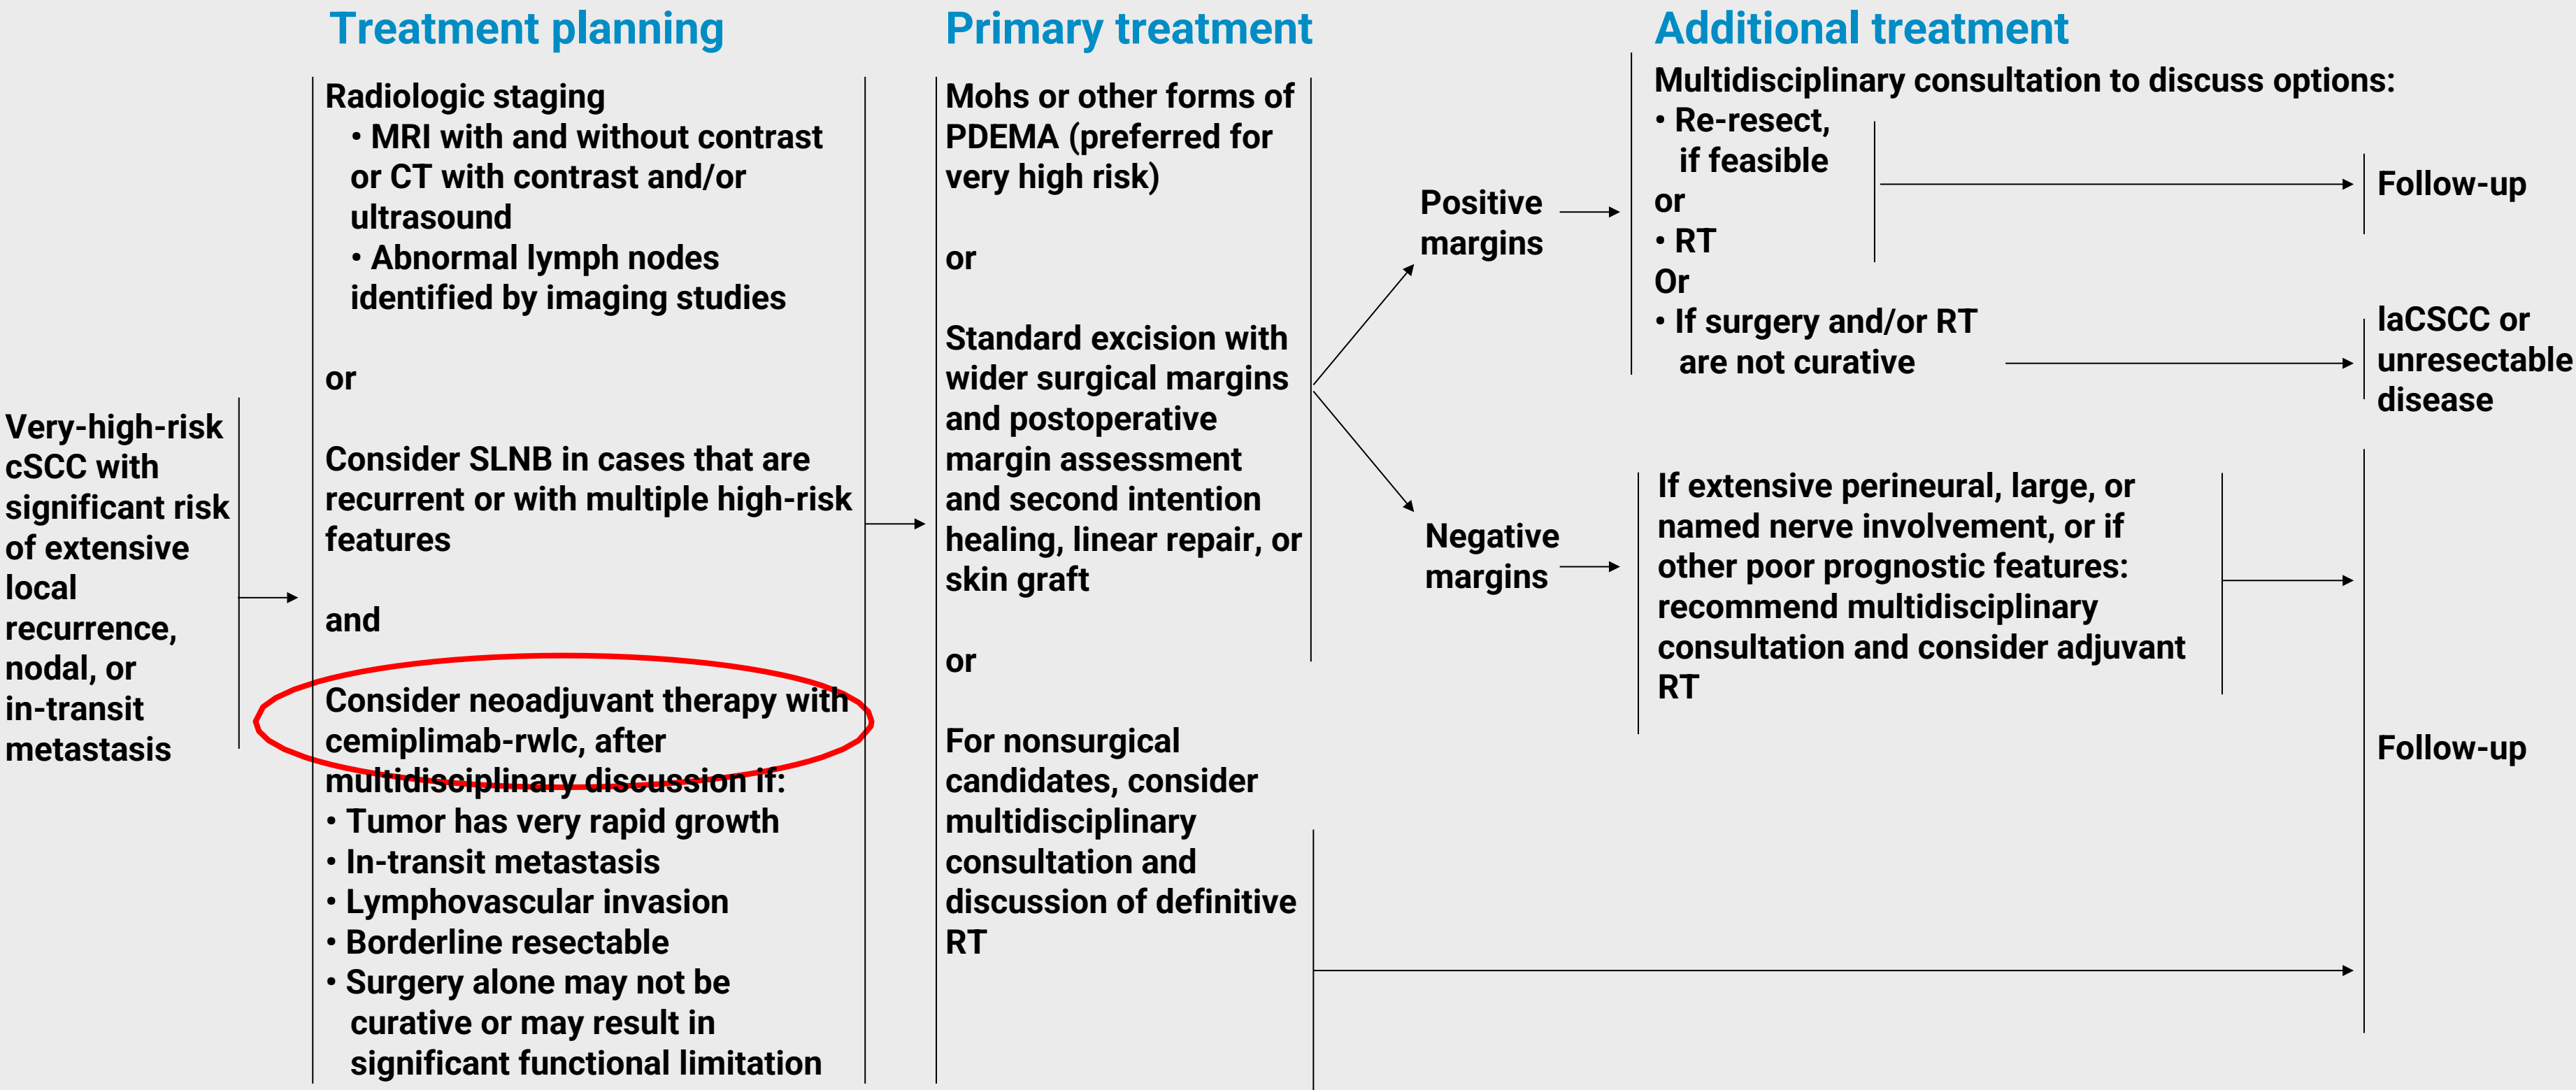 Treatment planning
Primary treatment
Additional treatment
Very-high-risk
cSCC with
significant risk
of extensive
local
recurrence,
nodal, or
in-transit
metastasis
Radiologic staging
• MRI with and without contrast
or CT with contrast and/or
ultrasound
• Abnormal lymph nodes
identified by imaging studies
or
Consider SLNB in cases that are
recurrent or with multiple high-risk
features
and
Consider neoadjuvant therapy with
cemiplimab-rwlc, after
multidisciplinary discussion if:
• Tumor has very rapid growth
• In-transit metastasis
• Lymphovascular invasion
• Borderline resectable
• Surgery alone may not be
curative or may result in
significant functional limitation
Mohs or other forms of
PDEMA (preferred for
very high risk)
or
Standard excision with
wider surgical margins
and postoperative
margin assessment
and second intention
healing, linear repair, or
skin graft
or
For nonsurgical
candidates, consider
multidisciplinary
consultation and
discussion of definitive
RT
Positive
margins
Multidisciplinary consultation to discuss options:
• Re-resect,
if feasible
or
• RT
Or
• If surgery and/or RT
are not curative
Follow-up
laCSCC or
unresectable
disease
Negative
margins
If extensive perineural, large, or
named nerve involvement, or if
other poor prognostic features:
recommend multidisciplinary
consultation and consider adjuvant
RT
Follow-up